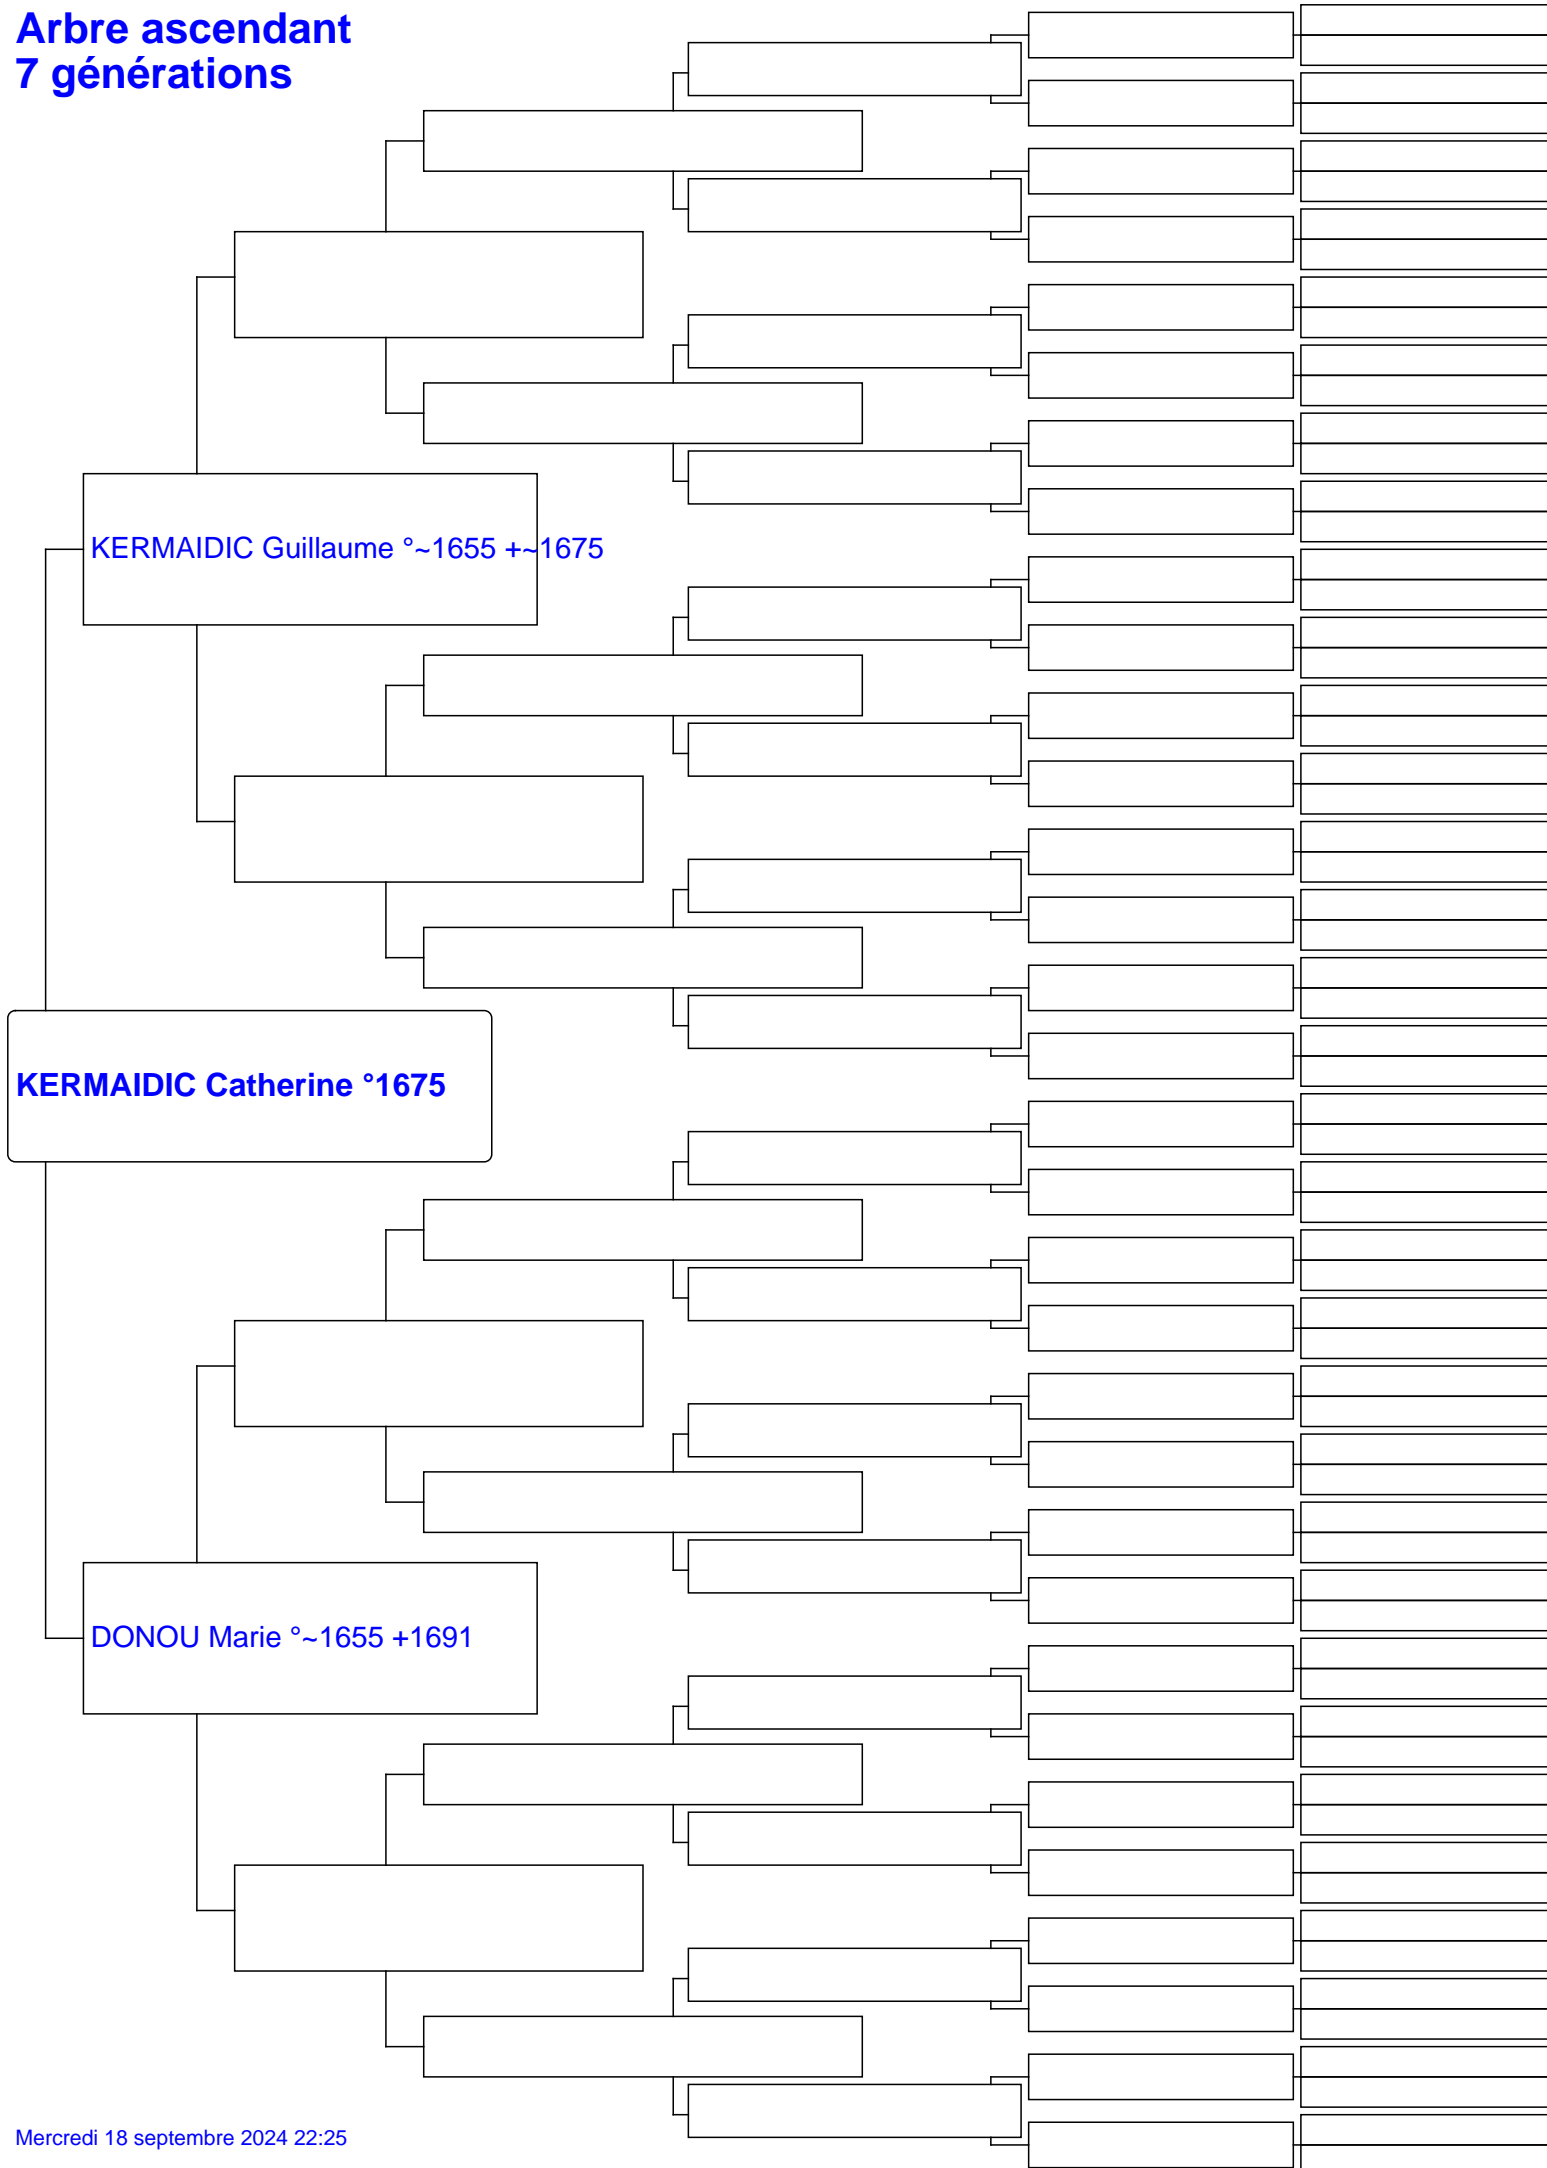 Arbre ascendant
7 générations
KERMAIDIC Guillaume °~1655 +~1675
KERMAIDIC Catherine °1675
DONOU Marie °~1655 +1691
Mercredi 18 septembre 2024 22:25